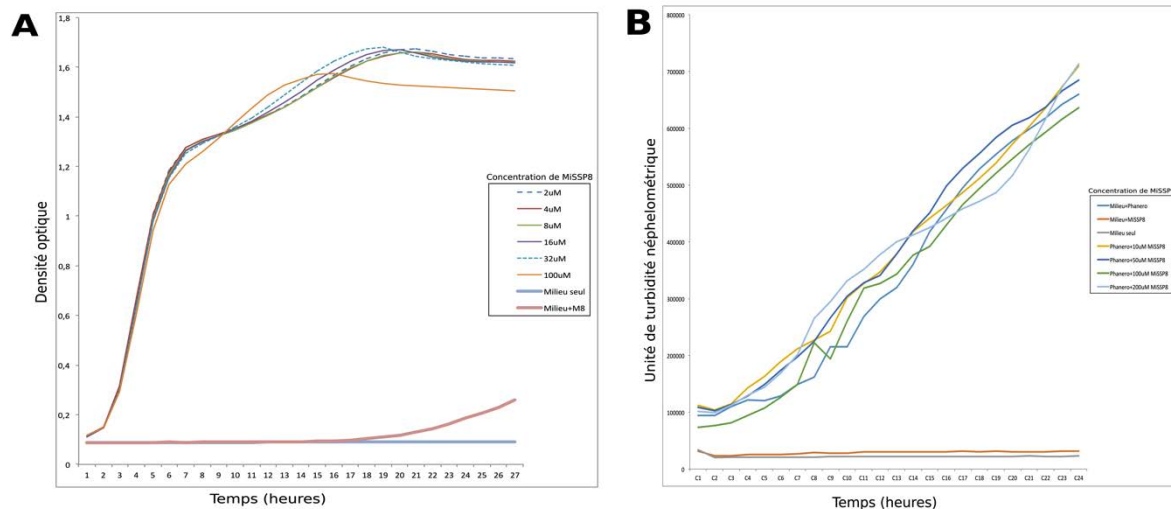 A
Densité optique
1,8
1,6
1,4
1,2
1
0,8
0,6
0,4
0,2
0
1 2 3 4 5 6 7 8 9 10 11 12 13 14 15 16 17 18 19 20 21 22 23 24 25 26 27
Temps (heures)
Concentration de MiSSP8
2uM
4uM
8uM
16uM
32uM
100uM
Milieu seul
Milieu+M8
B
Unité de turbidité néphelométrique
800000
700000
600000
500000
400000
300000
200000
100000
0
C1 C2 C3 C4 C5 C6 C7 C8 C9 C10 C11 C12 C13 C14 C15 C16 C17 C18 C19 C20 C21 C22 C23 C24
Temps (heures)
Concentration de MiSSP
Milieu+Phanero
Milieu+MiSSP8
Milieu seul
Phanero+10uM MiSSP8
Phanero+50uM MiSSP8
Phanero+100uM MiSSP8
Phanero+200uM MiSSP8